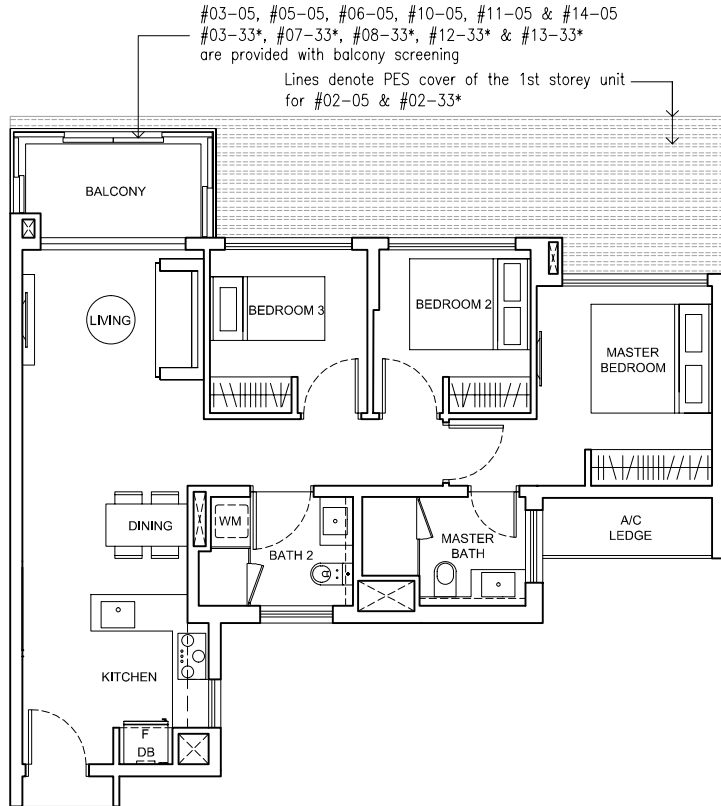 #03-05, #05-05, #06-05, #10-05, #11-05 & #14-05
#03-33*, #07-33*, #08-33*, #12-33* & #13-33*
are provided with balcony screening
Lines denote PES cover of the 1st storey unit
for #02-05 & #02-33*
BALCONY
LIVING
BEDROOM 3
BEDROOM 2
MASTER
BEDROOM
DINING
WM
BATH 2
MASTER
BATH
A/C
LEDGE
KITCHEN
F
DB